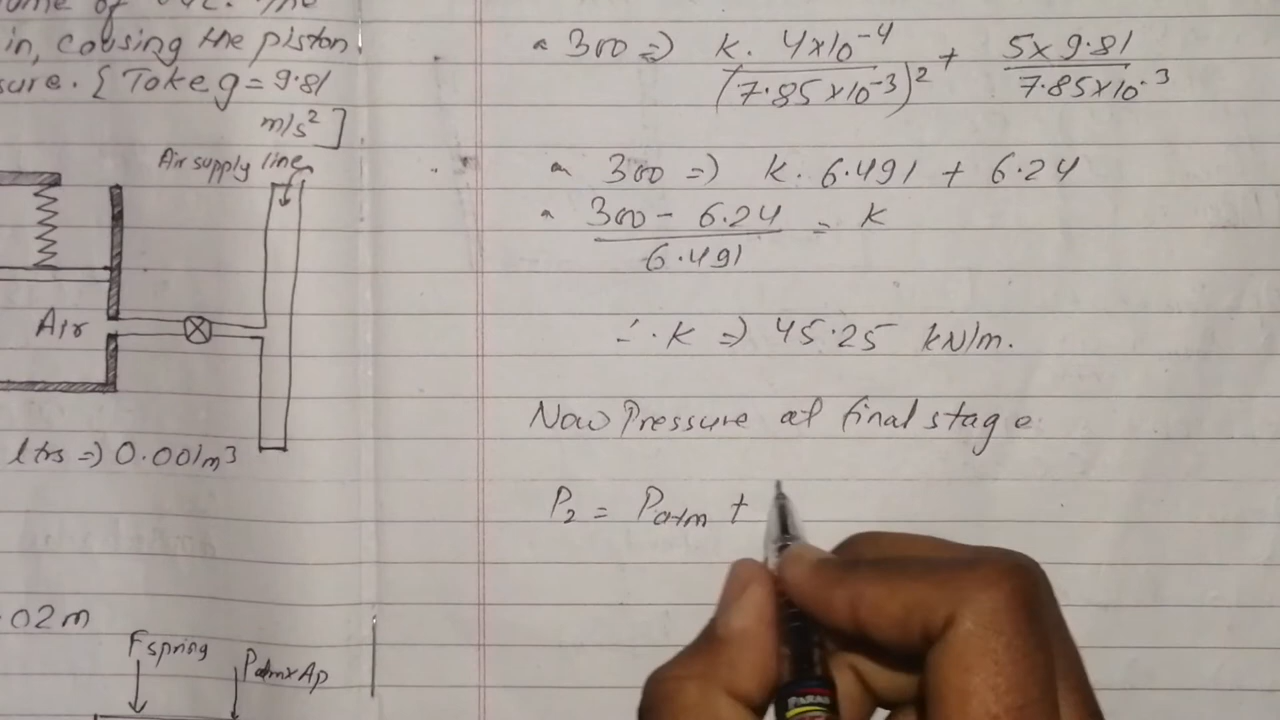 in, causing the piston
sure. { Take g = 9.81
m/s² ]
Air supply line
Air
ltrs => 0.001m³
.02m
Fspring
Patm×Ap
300 => K. 4×10⁻⁴ / (7.85×10⁻³)² + 5×9.81 / 7.85×10⁻³
300 => K. 6.491 + 6.24
300 - 6.24 / 6.491 = K
∴ K => 45.25 kN/m.
Now Pressure at final stage
P₂ = Patm +
PARAS